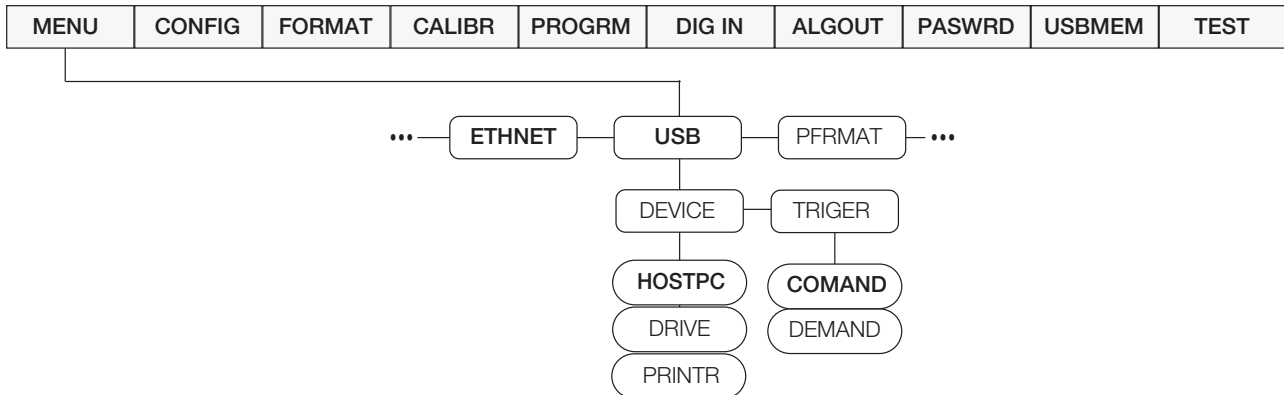 MENU CONFIG FORMAT CALIBR PROGRM DIG IN ALGOUT PASWRD USBMEM TEST
••• ETHNET USB PFRMAT •••
DEVICE TRIGER
HOSTPC COMAND
DRIVE DEMAND
PRINTR